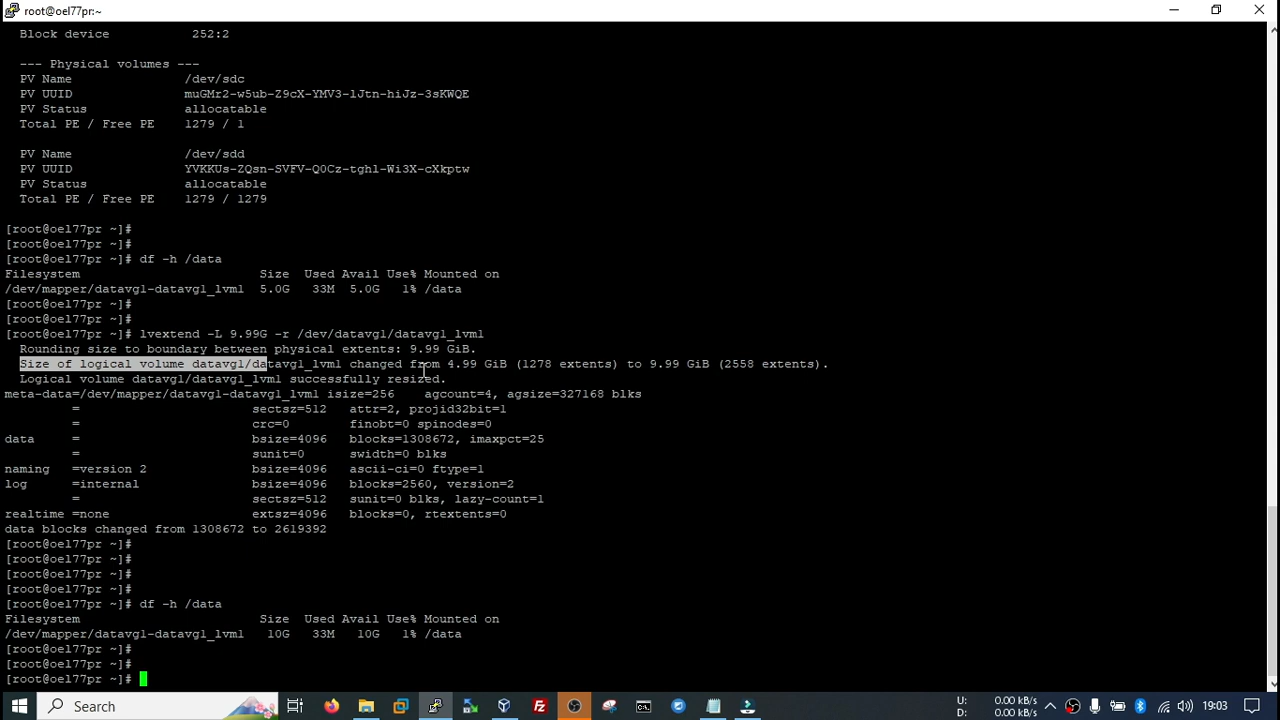 root@oel77pr:~
  Block device           252:2
  --- Physical volumes ---
  PV Name               /dev/sdc
  PV UUID               muGMr2-w5ub-Z9cX-YMV3-lJtn-hiJz-3sKWQE
  PV Status             allocatable
  Total PE / Free PE    1279 / 1
  PV Name               /dev/sdd
  PV UUID               YVKKUs-ZQsn-SVFV-Q0Cz-tghl-Wi3X-cXkptw
  PV Status             allocatable
  Total PE / Free PE    1279 / 1279
[root@oel77pr ~]#
[root@oel77pr ~]#
[root@oel77pr ~]# df -h /data
Filesystem                      Size  Used Avail Use% Mounted on
/dev/mapper/datavg1-datavg1_lvm1  5.0G   33M  5.0G   1% /data
[root@oel77pr ~]#
[root@oel77pr ~]#
[root@oel77pr ~]# lvextend -L 9.99G -r /dev/datavg1/datavg1_lvm1
  Rounding size to boundary between physical extents: 9.99 GiB.
  Size of logical volume datavg1/datavg1_lvm1 changed from 4.99 GiB (1278 extents) to 9.99 GiB (2558 extents).
  Logical volume datavg1/datavg1_lvm1 successfully resized.
meta-data=/dev/mapper/datavg1-datavg1_lvm1 isize=256    agcount=4, agsize=327168 blks
         =                       sectsz=512   attr=2, projid32bit=1
         =                       crc=0        finobt=0 spinodes=0
data     =                       bsize=4096   blocks=1308672, imaxpct=25
         =                       sunit=0      swidth=0 blks
naming   =version 2              bsize=4096   ascii-ci=0 ftype=1
log      =internal               bsize=4096   blocks=2560, version=2
         =                       sectsz=512   sunit=0 blks, lazy-count=1
realtime =none                   extsz=4096   blocks=0, rtextents=0
data blocks changed from 1308672 to 2619392
[root@oel77pr ~]#
[root@oel77pr ~]#
[root@oel77pr ~]#
[root@oel77pr ~]#
[root@oel77pr ~]# df -h /data
Filesystem                      Size  Used Avail Use% Mounted on
/dev/mapper/datavg1-datavg1_lvm1   10G   33M   10G   1% /data
[root@oel77pr ~]#
[root@oel77pr ~]#
[root@oel77pr ~]#
Search
U: 0.00 kB/s
D: 0.00 kB/s
19:03